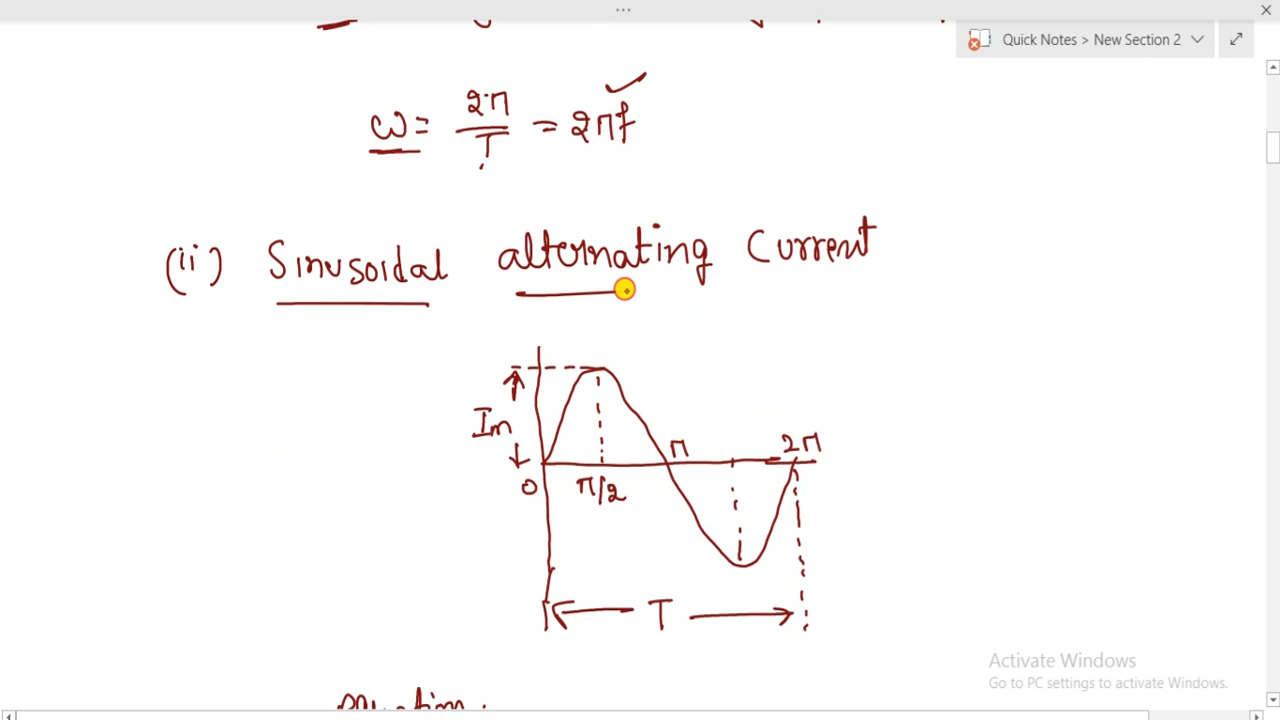 Quick Notes > New Section 2
ω = 2π/T = 2πf
(ii) Sinusoidal alternating Current
Im
0
π/2
π
2π
T
Activate Windows
Go to PC settings to activate Windows.